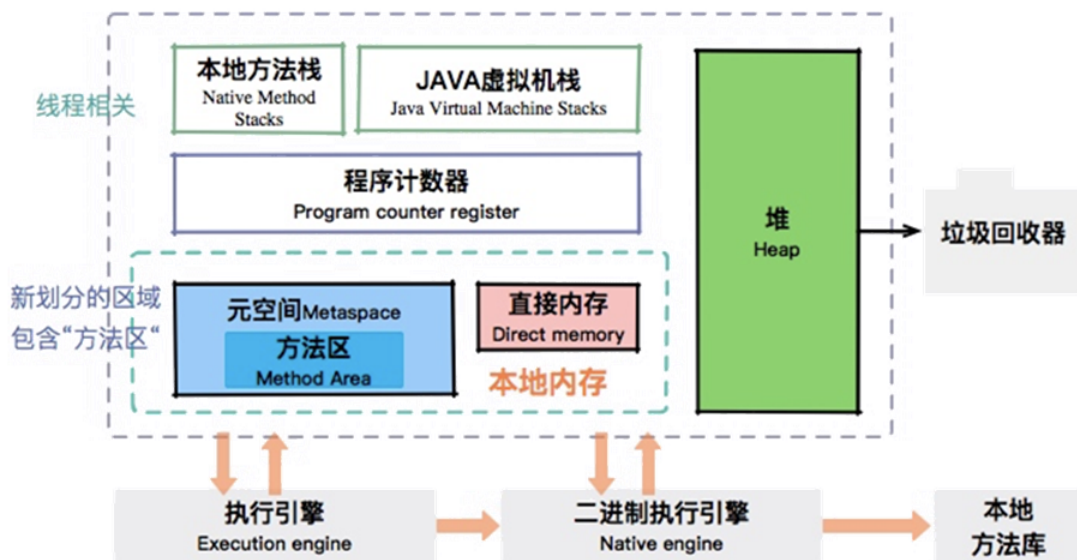 本地方法栈
Native Method
Stacks
JAVA虚拟机栈
Java Virtual Machine Stacks
线程相关
程序计数器
Program counter register
堆
Heap
垃圾回收器
新划分的区域
包含“方法区“
元空间Metaspace
方法区
Method Area
直接内存
Direct memory
本地内存
执行引擎
Execution engine
二进制执行引擎
Native engine
本地
方法库